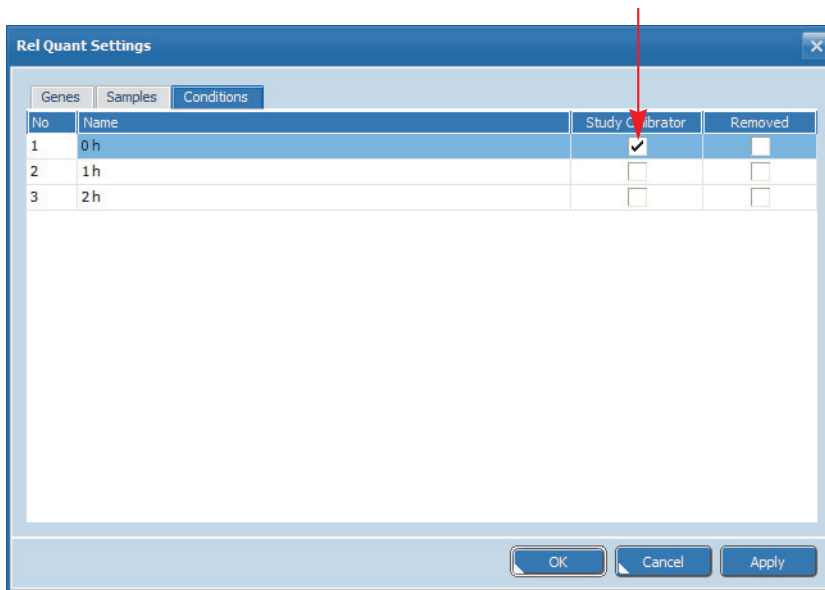 Rel Quant Settings
Genes Samples Conditions
No Name Study Calibrator Removed
1 0 h
2 1 h
3 2 h
OK Cancel Apply